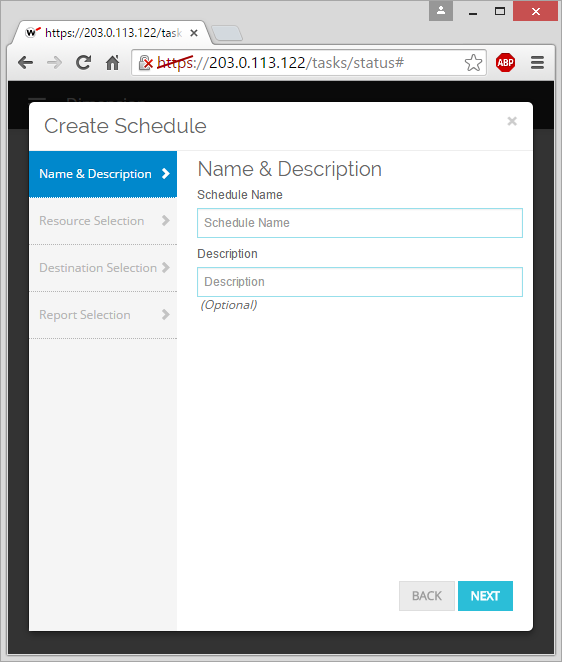 https://203.0.113.122/task
https://203.0.113.122/tasks/status#
ABP
Create Schedule
Name & Description
Resource Selection
Destination Selection
Report Selection
Name & Description
Schedule Name
Schedule Name
Description
Description
(Optional)
BACK
NEXT